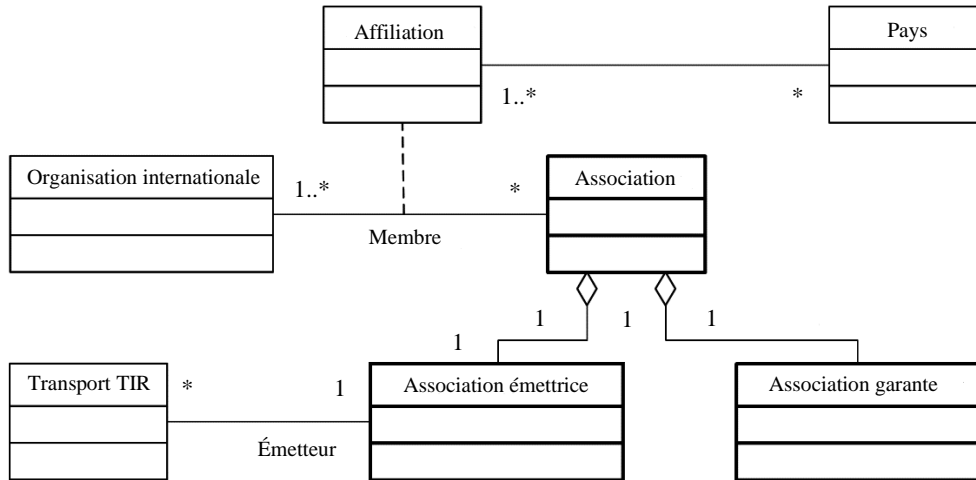 Affiliation
Pays
1..*
*
Organisation internationale
1..*
*
Association
Membre
1
1
1
1
Transport TIR
*
1
Association émettrice
Association garante
Émetteur